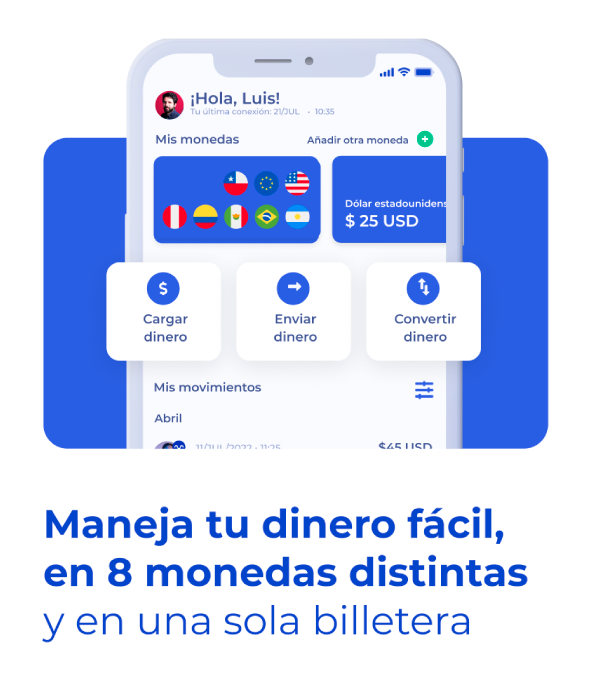 ¡Hola, Luis!
Tu última conexión: 21/JUL - 10:35
Mis monedas
Añadir otra moneda
Dólar estadounidens
$ 25 USD
$
Cargar
dinero
Enviar
dinero
Convertir
dinero
Mis movimientos
Abril
11/JUL/2022 · 11:25
$45 USD
Maneja tu dinero fácil,
en 8 monedas distintas
y en una sola billetera